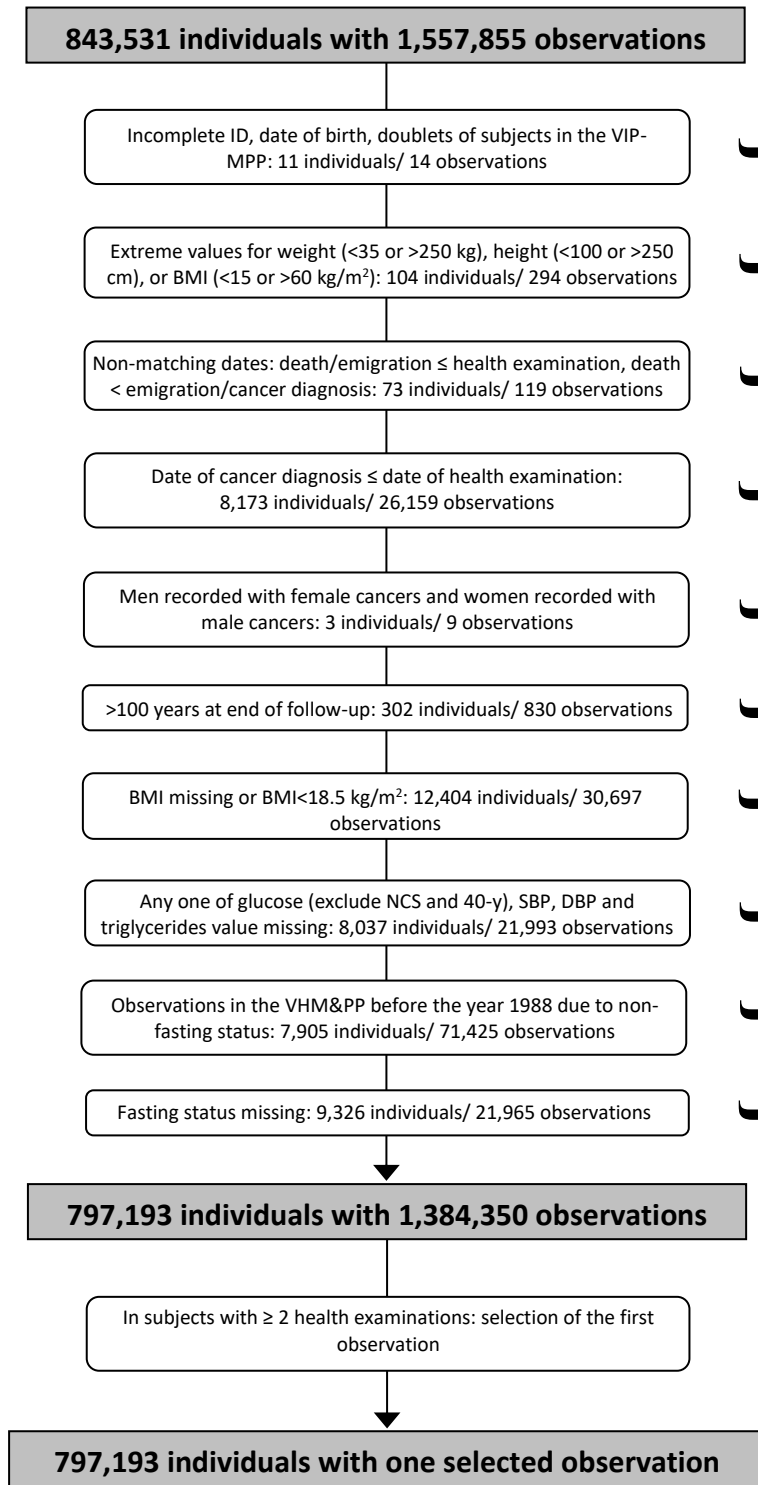 843,531 individuals with 1,557,855 observations
Incomplete ID, date of birth, doublets of subjects in the VIP-
MPP: 11 individuals/ 14 observations
Extreme values for weight (<35 or >250 kg), height (<100 or >250
cm), or BMI (<15 or >60 kg/m²): 104 individuals/ 294 observations
Non-matching dates: death/emigration ≤ health examination, death
< emigration/cancer diagnosis: 73 individuals/ 119 observations
Date of cancer diagnosis ≤ date of health examination:
8,173 individuals/ 26,159 observations
Men recorded with female cancers and women recorded with
male cancers: 3 individuals/ 9 observations
>100 years at end of follow-up: 302 individuals/ 830 observations
BMI missing or BMI<18.5 kg/m²: 12,404 individuals/ 30,697
observations
Any one of glucose (exclude NCS and 40-y), SBP, DBP and
triglycerides value missing: 8,037 individuals/ 21,993 observations
Observations in the VHM&PP before the year 1988 due to non-
fasting status: 7,905 individuals/ 71,425 observations
Fasting status missing: 9,326 individuals/ 21,965 observations
797,193 individuals with 1,384,350 observations
In subjects with ≥ 2 health examinations: selection of the first
observation
797,193 individuals with one selected observation